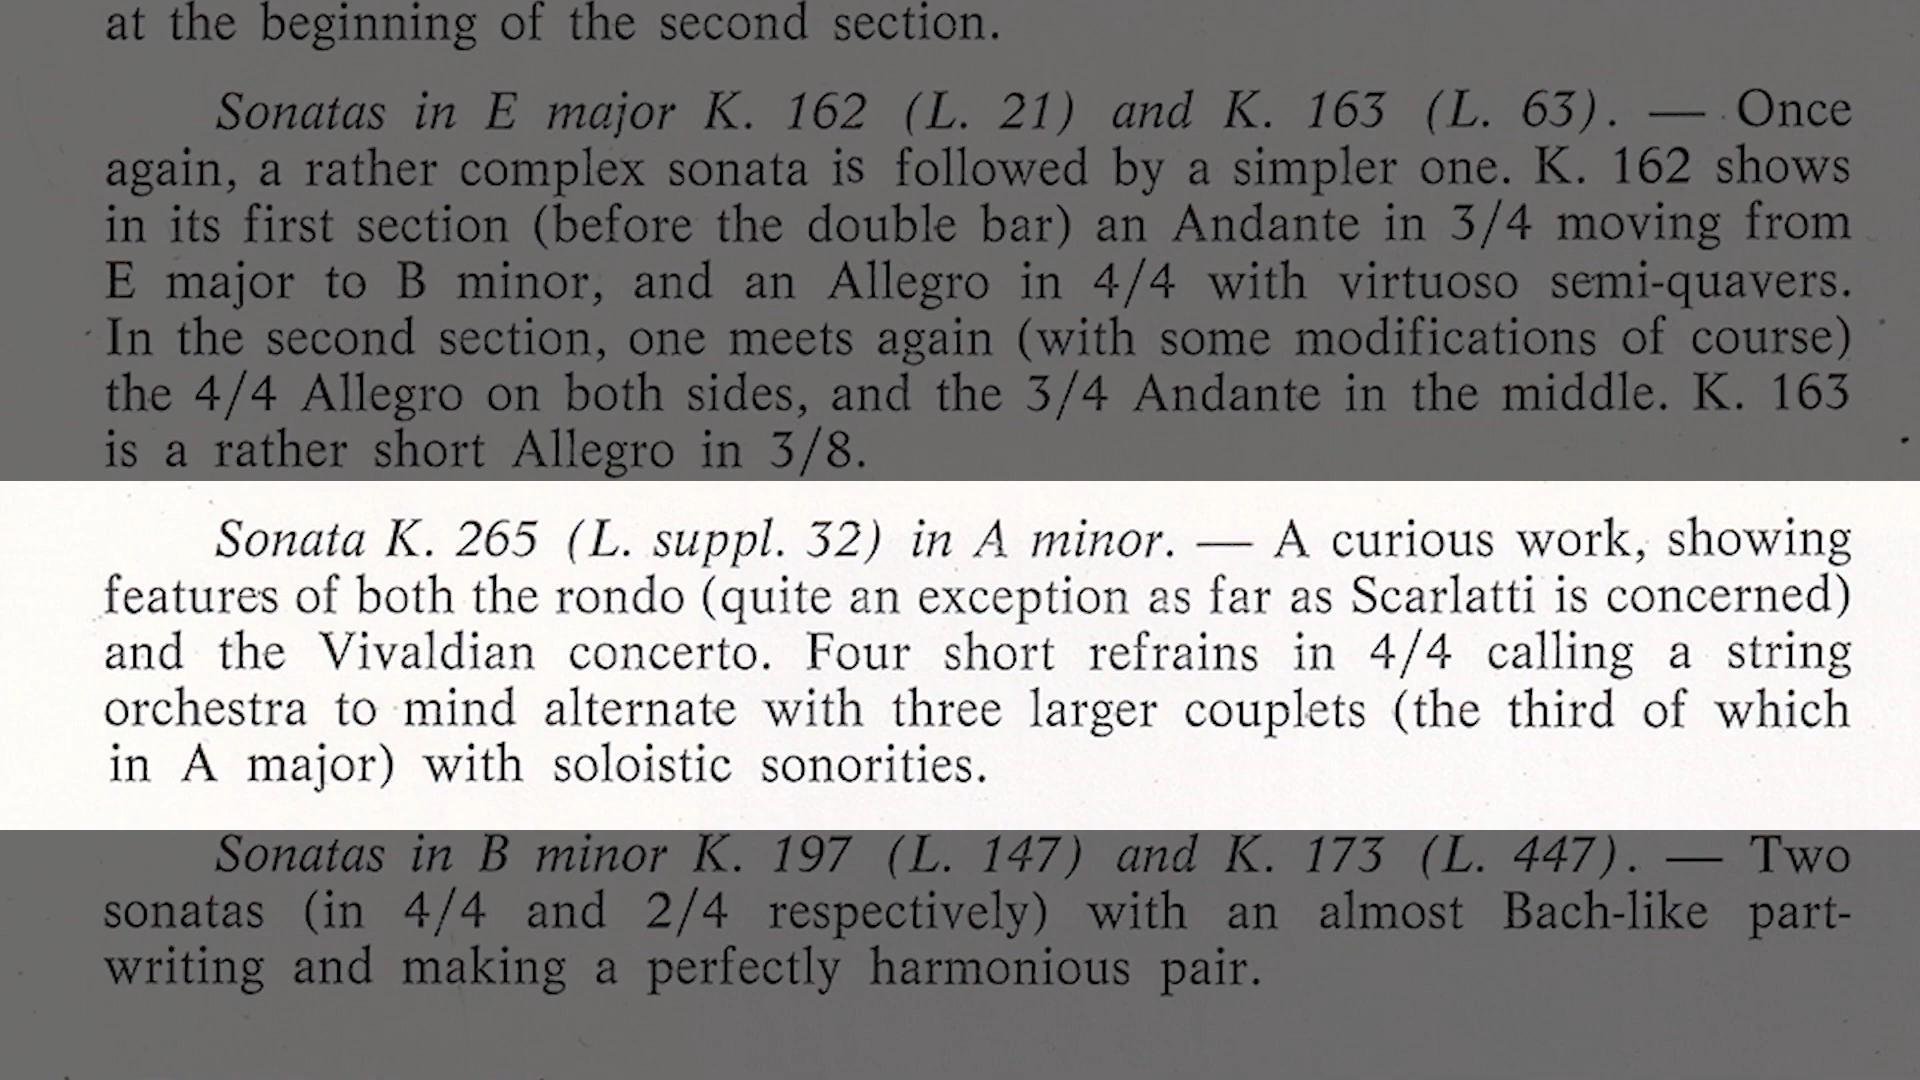 at the beginning of the second section.
Sonatas in E major K. 162 (L. 21) and K. 163 (L. 63). — Once
again, a rather complex sonata is followed by a simpler one. K. 162 shows
in its first section (before the double bar) an Andante in 3/4 moving from
E major to B minor, and an Allegro in 4/4 with virtuoso semi-quavers.
In the second section, one meets again (with some modifications of course)
the 4/4 Allegro on both sides, and the 3/4 Andante in the middle. K. 163
is a rather short Allegro in 3/8.
Sonata K. 265 (L. suppl. 32) in A minor. — A curious work, showing
features of both the rondo (quite an exception as far as Scarlatti is concerned)
and the Vivaldian concerto. Four short refrains in 4/4 calling a string
orchestra to mind alternate with three larger couplets (the third of which
in A major) with soloistic sonorities.
Sonatas in B minor K. 197 (L. 147) and K. 173 (L. 447). — Two
sonatas (in 4/4 and 2/4 respectively) with an almost Bach-like part-
writing and making a perfectly harmonious pair.